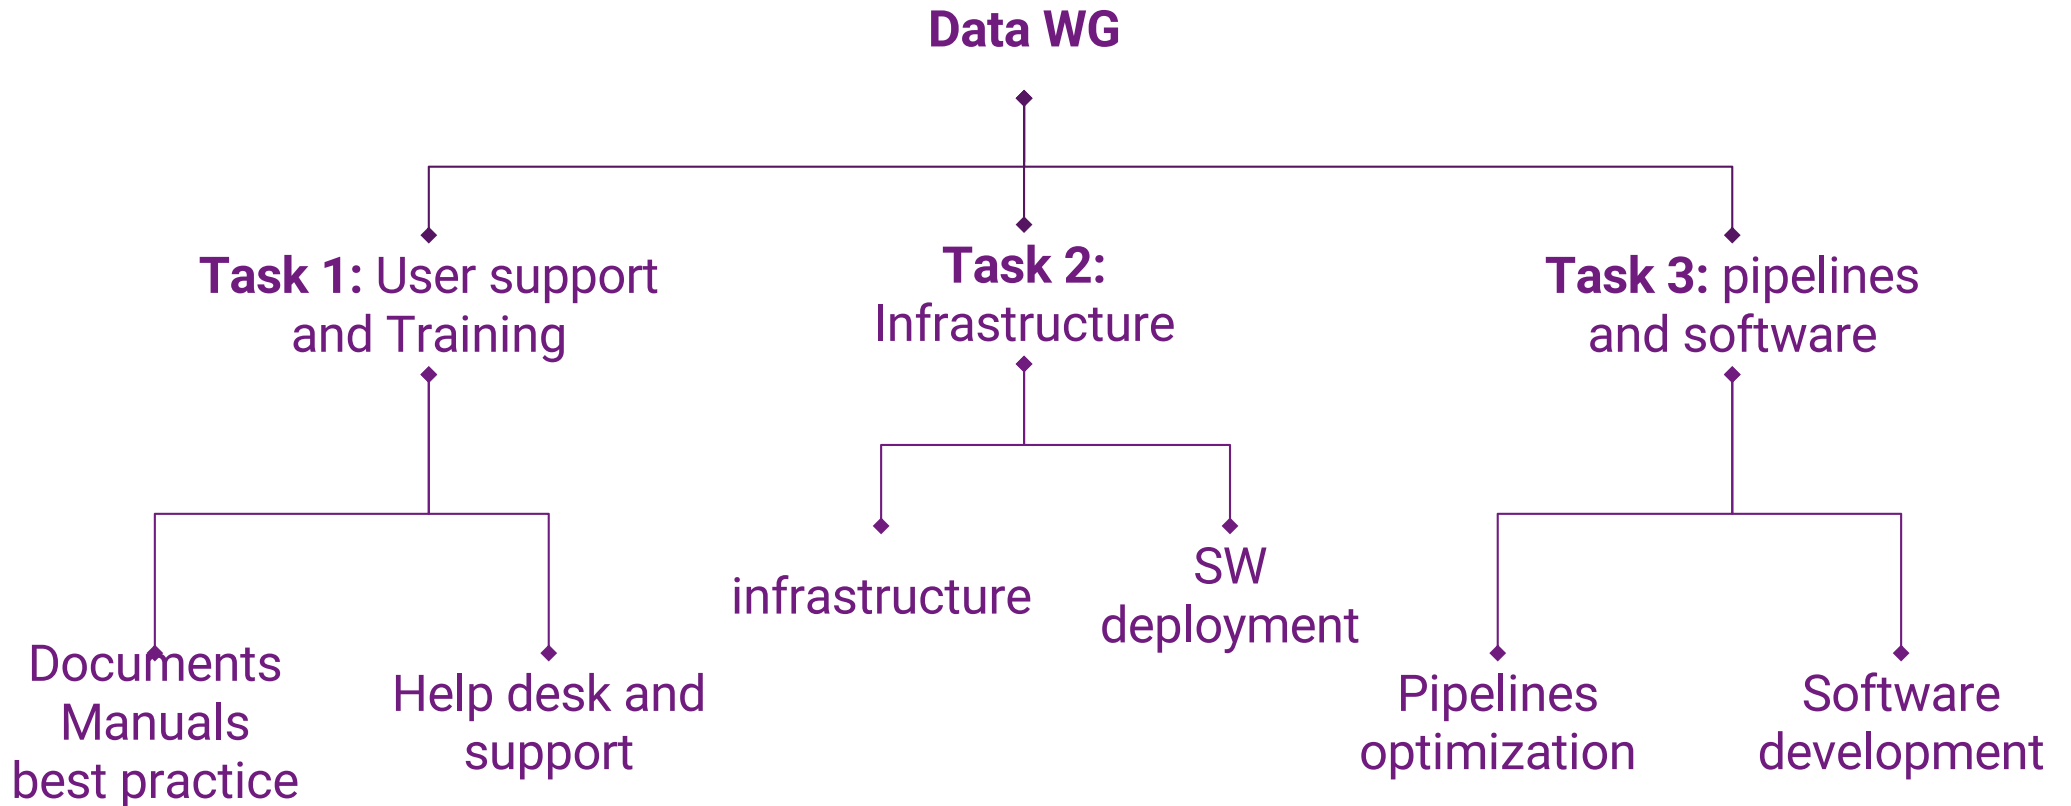 Data WG
Task 1: User support
and Training
Task 2:
Infrastructure
Task 3: pipelines
and software
Documents
Manuals
best practice
Help desk and
support
infrastructure
SW
deployment
Pipelines
optimization
Software
development